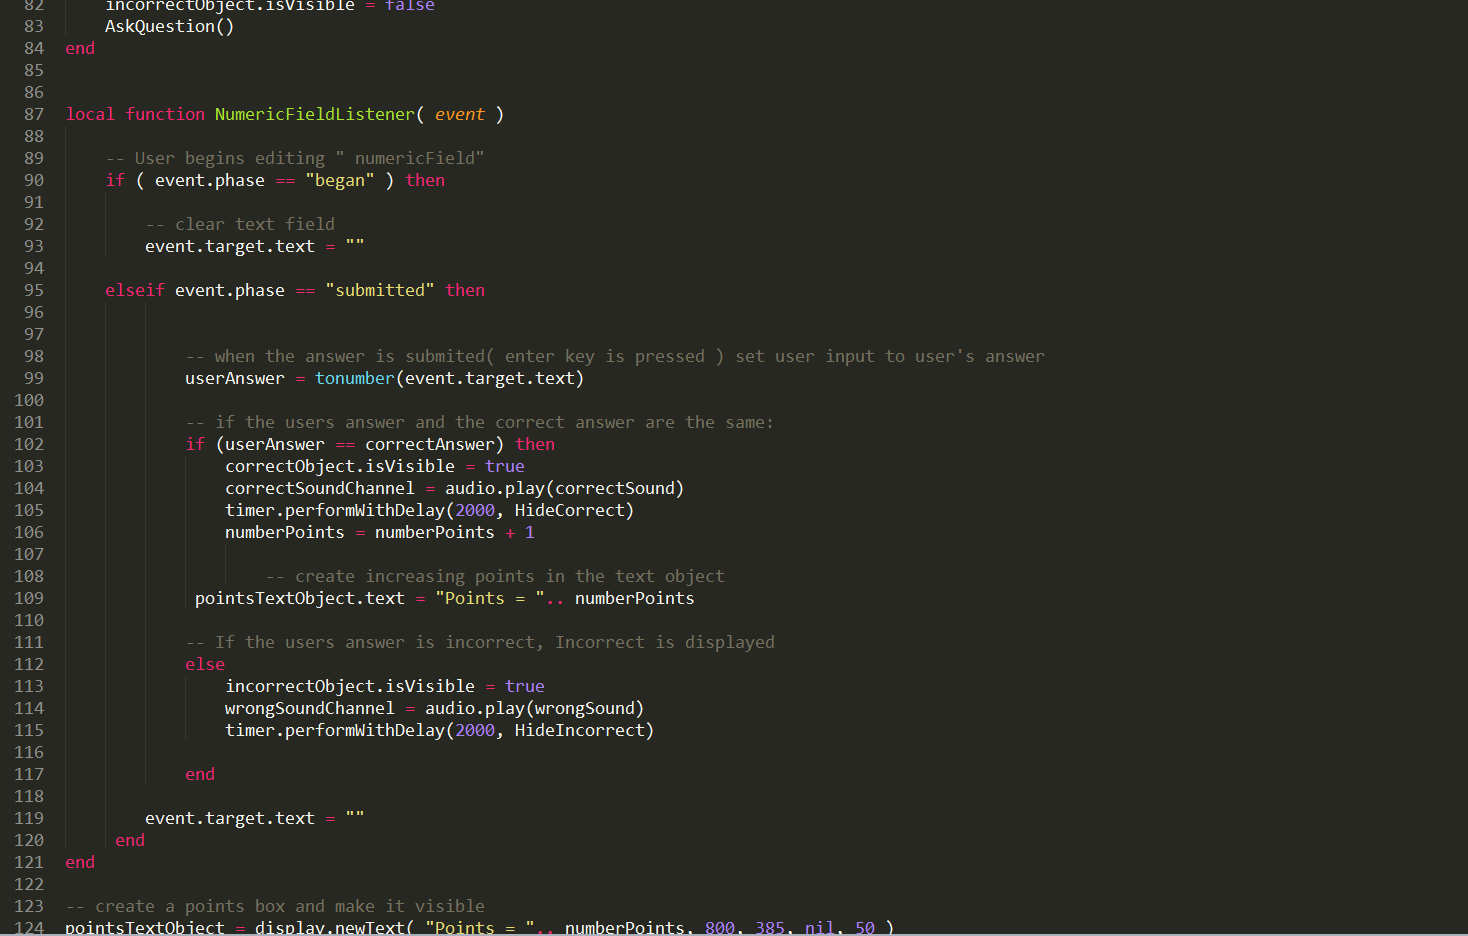 82 incorrectObject.isVisible = false
83 AskQuestion()
84 end
85
86
87 local function NumericFieldListener( event )
88
89 -- User begins editing " numericField"
90 if ( event.phase == "began" ) then
91
92 -- clear text field
93 event.target.text = ""
94
95 elseif event.phase == "submitted" then
96
97
98 -- when the answer is submited( enter key is pressed ) set user input to user's answer
99 userAnswer = tonumber(event.target.text)
100
101 -- if the users answer and the correct answer are the same:
102 if (userAnswer == correctAnswer) then
103 correctObject.isVisible = true
104 correctSoundChannel = audio.play(correctSound)
105 timer.performWithDelay(2000, HideCorrect)
106 numberPoints = numberPoints + 1
107
108 -- create increasing points in the text object
109 pointsTextObject.text = "Points = ".. numberPoints
110
111 -- If the users answer is incorrect, Incorrect is displayed
112 else
113 incorrectObject.isVisible = true
114 wrongSoundChannel = audio.play(wrongSound)
115 timer.performWithDelay(2000, HideIncorrect)
116
117 end
118
119 event.target.text = ""
120 end
121 end
122
123 -- create a points box and make it visible
124 pointsTextObject = display.newText( "Points = ".. numberPoints, 800, 385, nil, 50 )